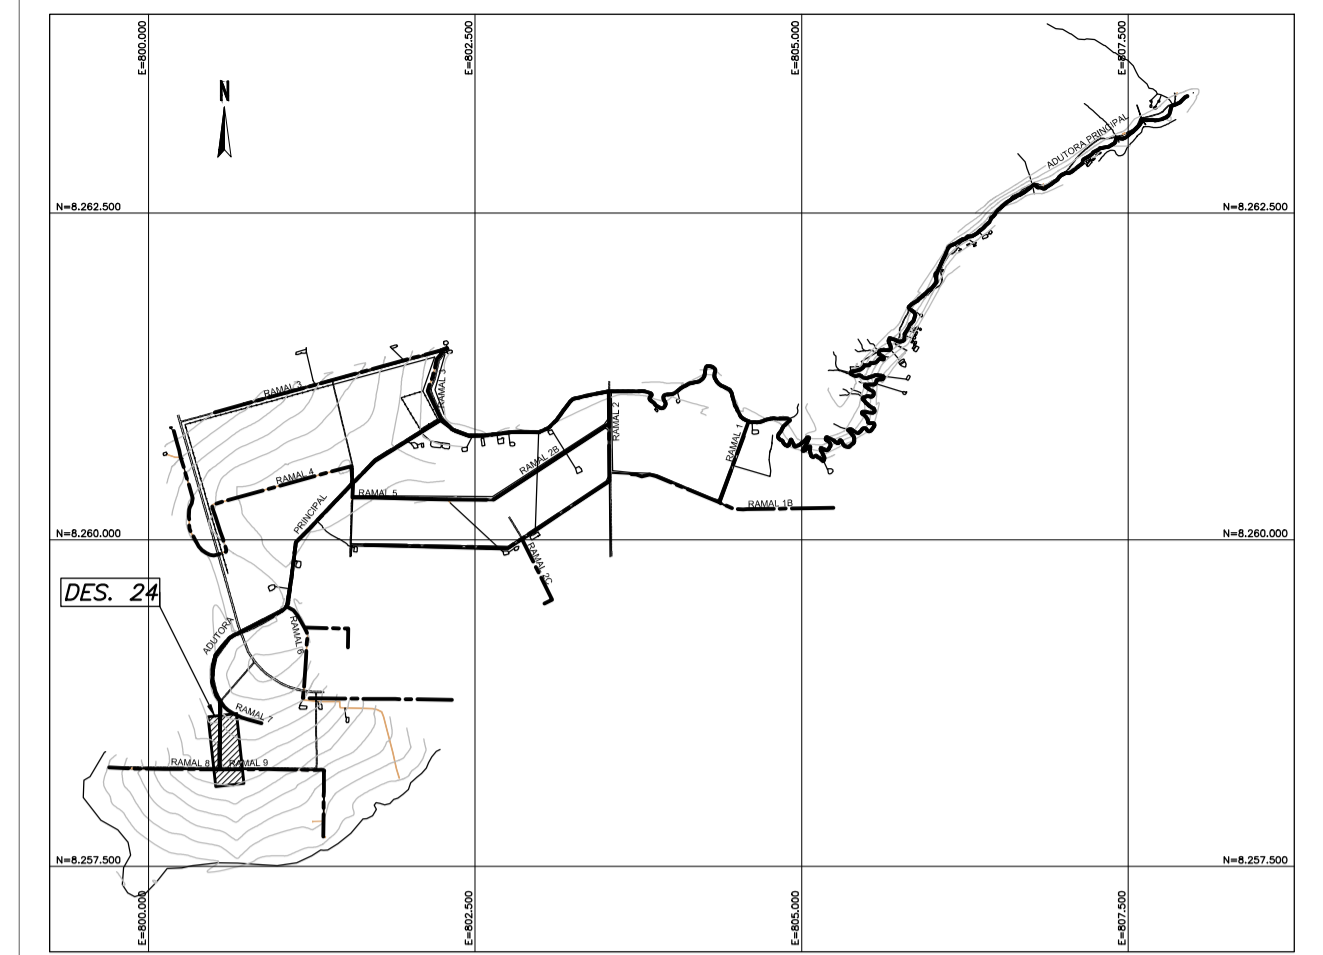 E=800.000
E=802.500
E=805.000
E=807.500
N
ADUTORA PRINCIPAL
N=8.262.500
N=8.262.500
RAMAL 3
RAMAL 3
RAMAL 2
RAMAL 1
RAMAL 2B
RAMAL 4
RAMAL 5
PRINCIPAL
RAMAL 1B
N=8.260.000
N=8.260.000
RAMAL 2C
DES. 24
ADUTORA
RAMAL 6
RAMAL 7
RAMAL 8
RAMAL 9
N=8.257.500
N=8.257.500
E=800.000
E=802.500
E=805.000
E=807.500